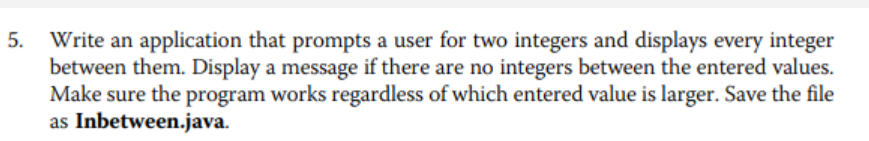 5. Write an application that prompts a user for two integers and displays every integer
between them. Display a message if there are no integers between the entered values.
Make sure the program works regardless of which entered value is larger. Save the file
as Inbetween.java.